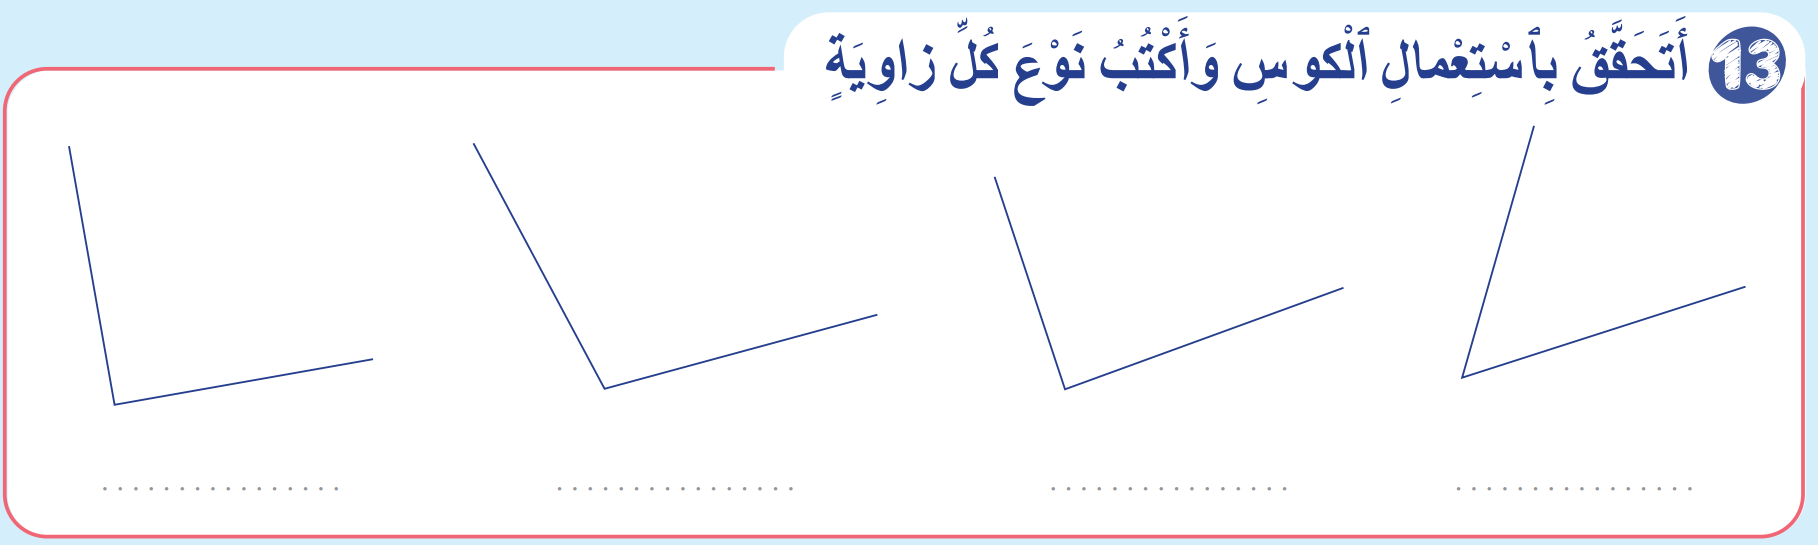 13 أَتَحَقَّقُ بِٱسْتِعْمالِ ٱلْكوسِ وَأَكْتُبُ نَوْعَ كُلِّ زاوِيَةٍ